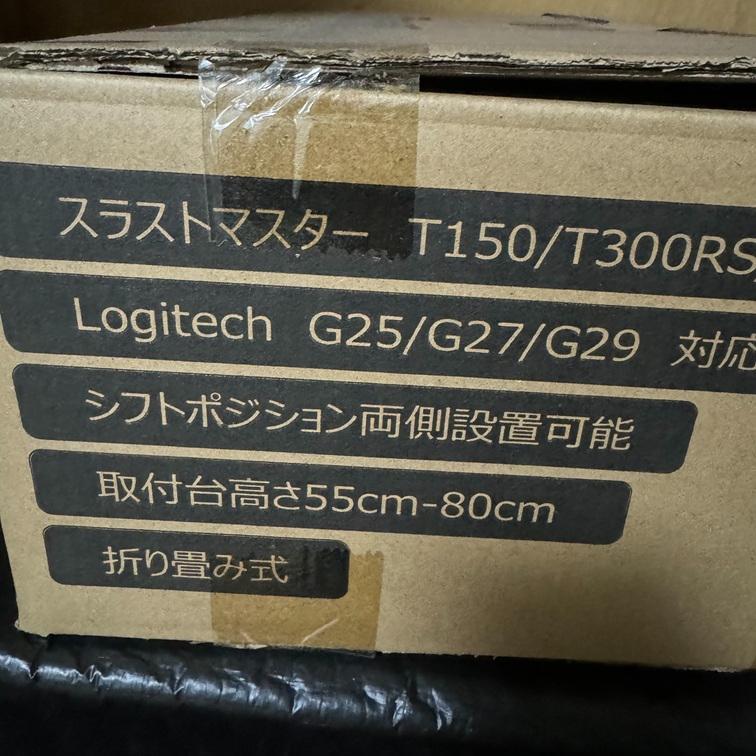 スラストマスター T150/T300RS
Logitech G25/G27/G29 対応
シフトポジション両側設置可能
取付台高さ55cm-80cm
折り畳み式